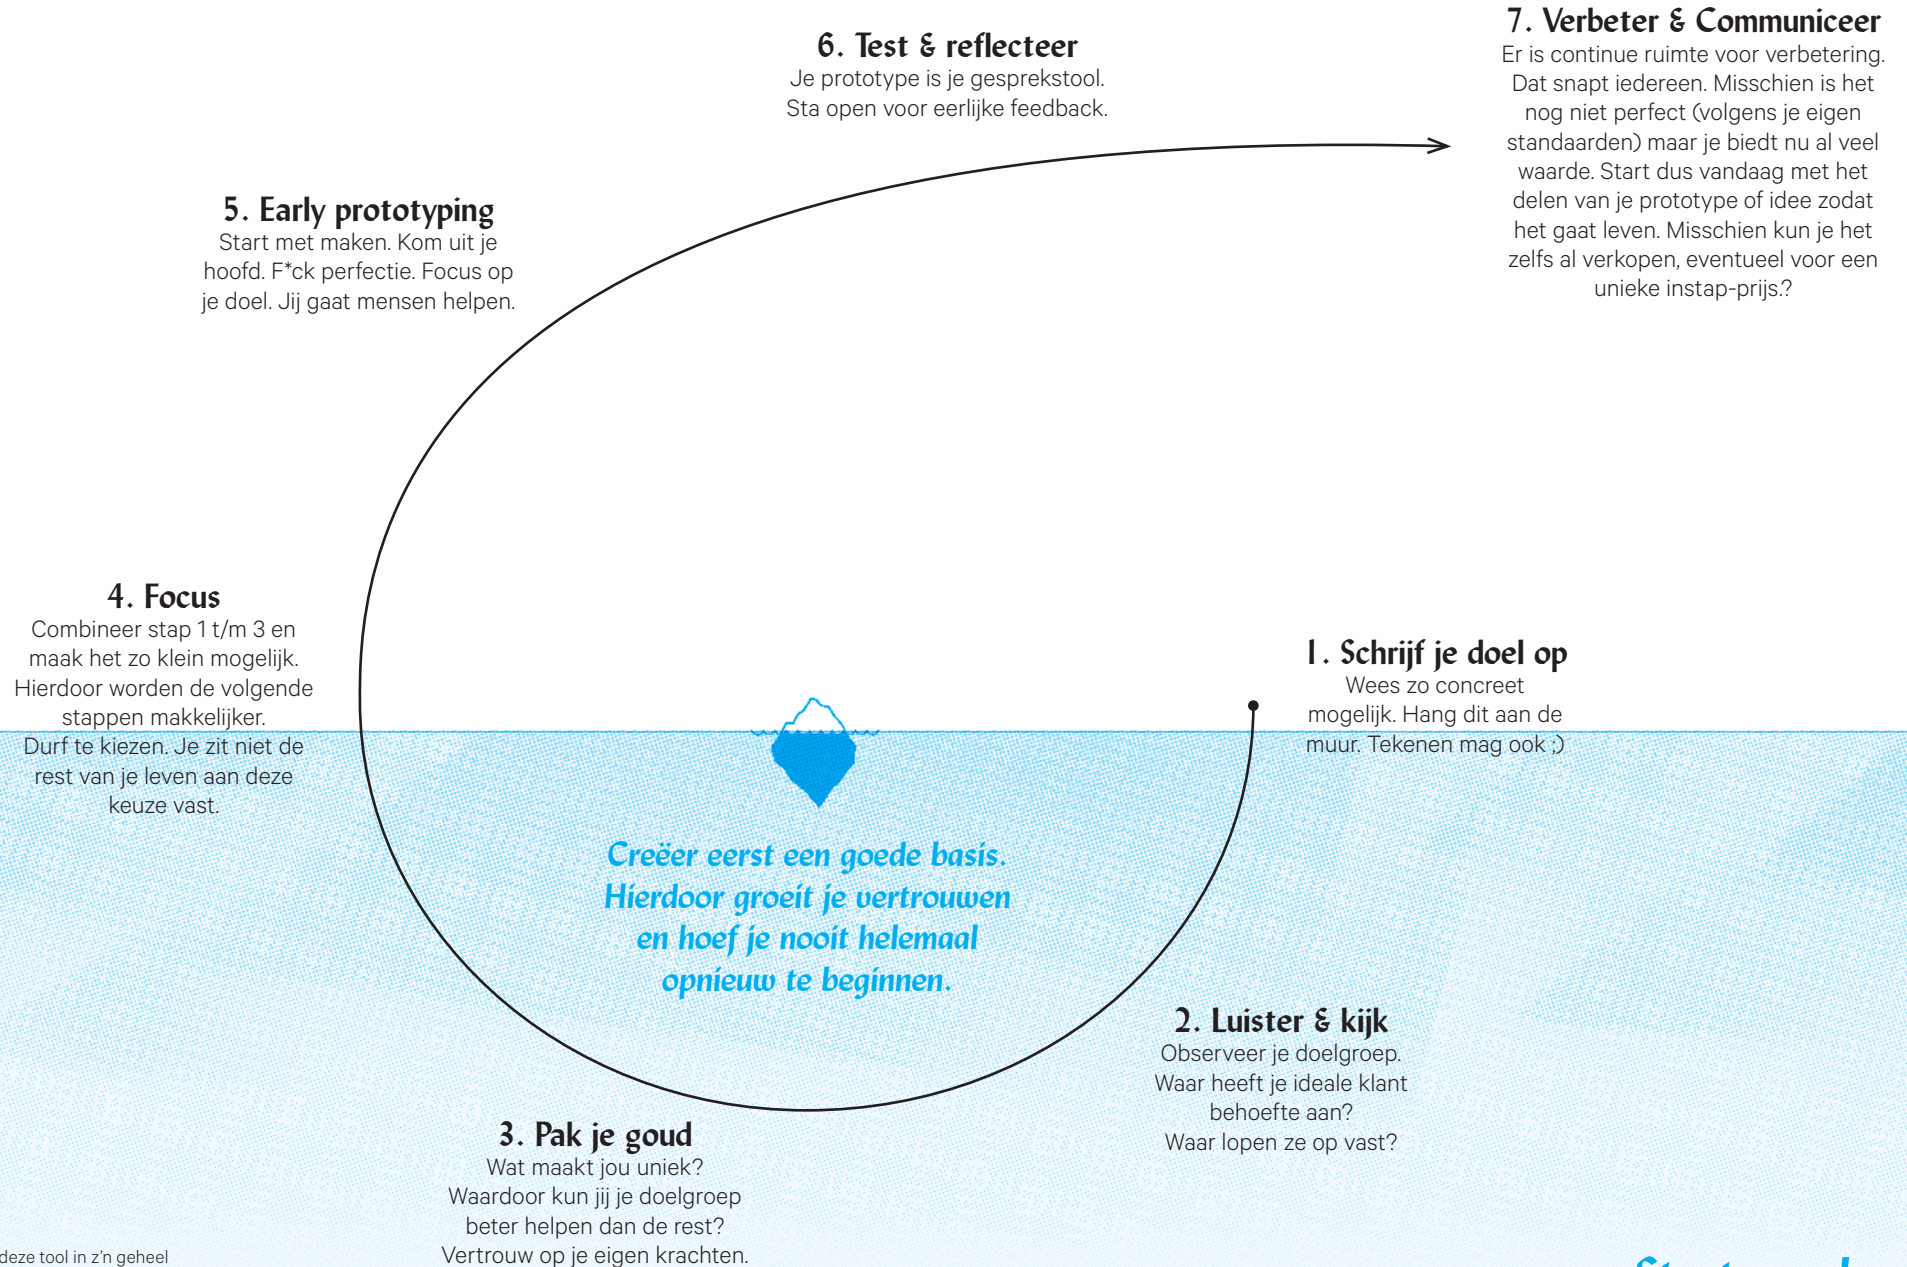 6. Test & reflecteer
Je prototype is je gesprekstool.
Sta open voor eerlijke feedback.
7. Verbeter & Communiceer
Er is continue ruimte voor verbetering.
Dat snapt iedereen. Misschien is het
nog niet perfect (volgens je eigen
standaarden) maar je biedt nu al veel
waarde. Start dus vandaag met het
delen van je prototype of idee zodat
het gaat leven. Misschien kun je het
zelfs al verkopen, eventueel voor een
unieke instap-prijs.?
5. Early prototyping
Start met maken. Kom uit je
hoofd. F*ck perfectie. Focus op
je doel. Jij gaat mensen helpen.
4. Focus
Combineer stap 1 t/m 3 en
maak het zo klein mogelijk.
Hierdoor worden de volgende
stappen makkelijker.
Durf te kiezen. Je zit niet de
rest van je leven aan deze
keuze vast.
1. Schrijf je doel op
Wees zo concreet
mogelijk. Hang dit aan de
muur. Tekenen mag ook ;)
Creëer eerst een goede basis.
Hierdoor groeit je vertrouwen
en hoef je nooit helemaal
opnieuw te beginnen.
2. Luister & kijk
Observeer je doelgroep.
Waar heeft je ideale klant
behoefte aan?
Waar lopen ze op vast?
3. Pak je goud
Wat maakt jou uniek?
Waardoor kun jij je doelgroep
beter helpen dan de rest?
Vertrouw op je eigen krachten.
deze tool in z'n geheel